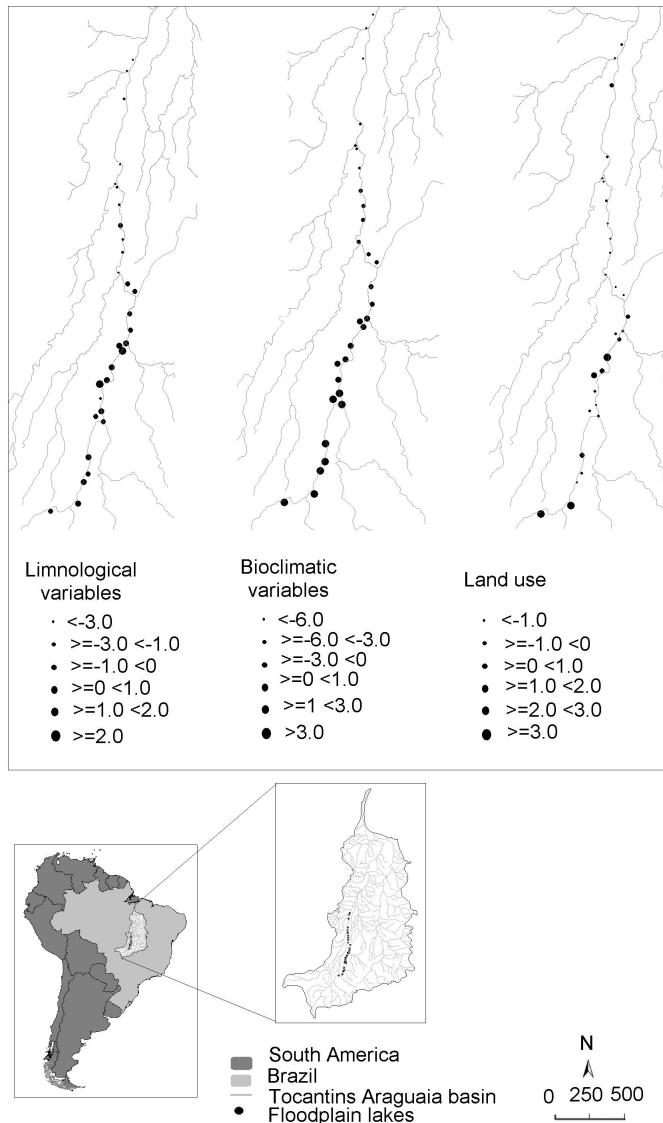 Limnological
variables
<-3.0
>=-3.0 <-1.0
>=-1.0 <0
>=0 <1.0
>=1.0 <2.0
>=2.0
Bioclimatic
variables
<-6.0
>=-6.0 <-3.0
>=-3.0 <0
>=0 <1.0
>=1 <3.0
>3.0
Land use
<-1.0
>=-1.0 <0
>=0 <1.0
>=1.0 <2.0
>=2.0 <3.0
>=3.0
South America
Brazil
Tocantins Araguaia basin
Floodplain lakes
N
0 250 500